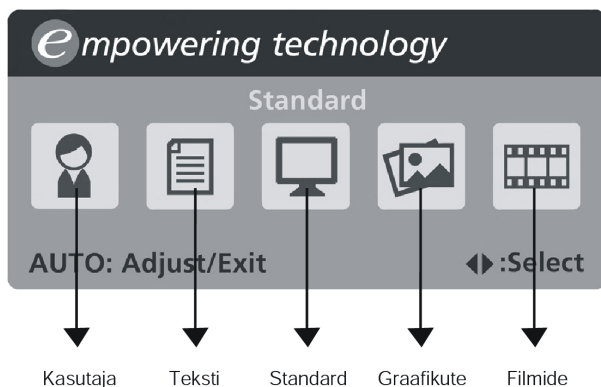 empowering technology
Standard
AUTO: Adjust/Exit :Select
Kasutaja Teksti Standard Graafikute Filmide